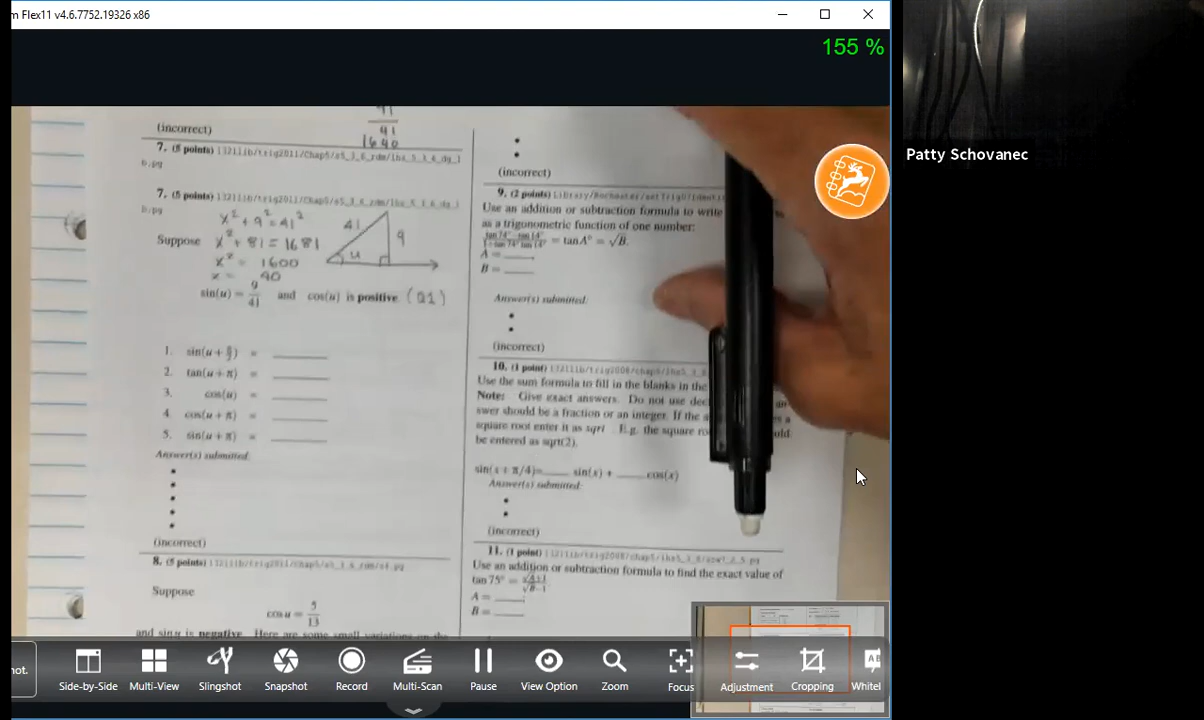 m Flex11 v4.6.7752.19326 x86
155 %
Patty Schovanec
41
1640
(incorrect)
7. (5 points)
7. (5 points)
x² + 9² = 41²
Suppose x² + 81 = 1681
x² = 1600
x = 40
41
9
u
sin(u) = 9/41 and cos(u) is positive (Q1)
1. sin(u +
2. tan(u + π) =
3. cos(u) =
4. cos(u + π) =
5. sin(u + π) =
Answer(s) submitted:
(incorrect)
8. (5 points)
Suppose
cos u = 5/13
and sin u is negative. Here are some small variations on the
(incorrect)
9. (2 points)
Use an addition or subtraction formula to write
as a trigonometric function of one number:
= tan A° = √B.
A =
B =
Answer(s) submitted:
(incorrect)
10. (1 point)
Use the sum formula to fill in the blanks in the
Note: Give exact answers. Do not use dec
swer should be a fraction or an integer. If the
square root enter it as sqrt. E.g. the square ro
be entered as sqrt(2).
sin(x + π/4)=____ sin(x) + ____cos(x)
Answer(s) submitted:
(incorrect)
11. (1 point)
Use an addition or subtraction formula to find the exact value of
tan 75° =
A =
B =
not.
Side-by-Side
Multi-View
Slingshot
Snapshot
Record
Multi-Scan
Pause
View Option
Zoom
Focus
Adjustment
Cropping
Whitel